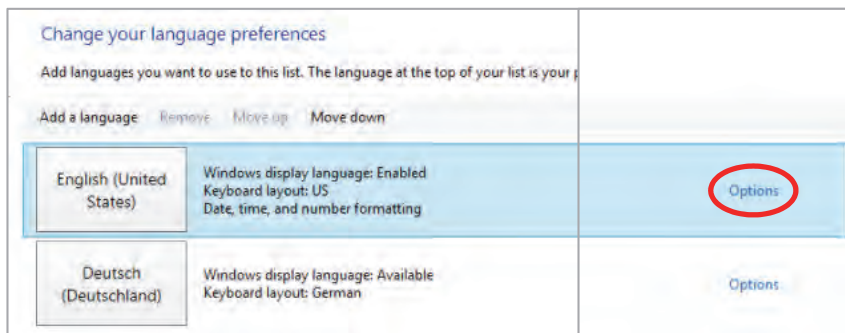 Change your language preferences
Add languages you want to use to this list. The language at the top of your list is your
Add a language Remove Move up Move down
English (United
States)
Windows display language: Enabled
Keyboard layout: US
Date, time, and number formatting
Options
Deutsch
(Deutschland)
Windows display language: Available
Keyboard layout: German
Options